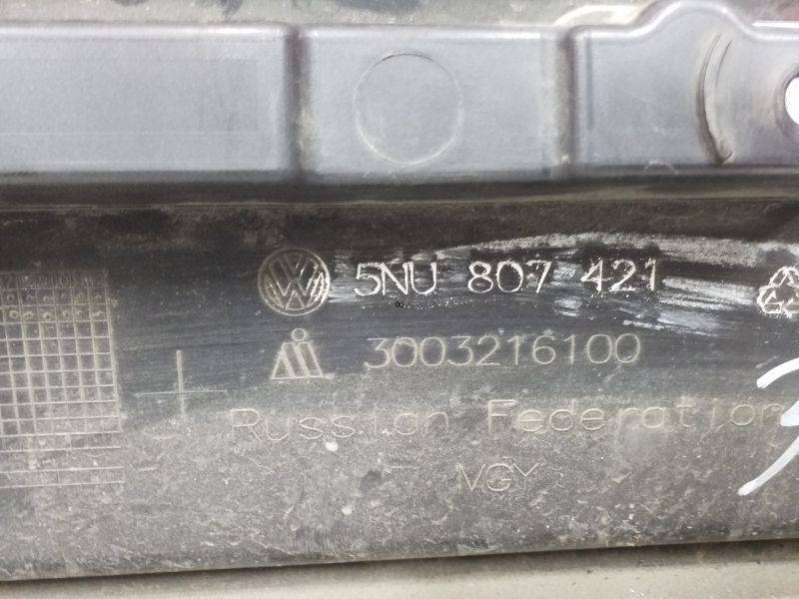 5NU 807 421
3003216100
Russian Federation
MGY